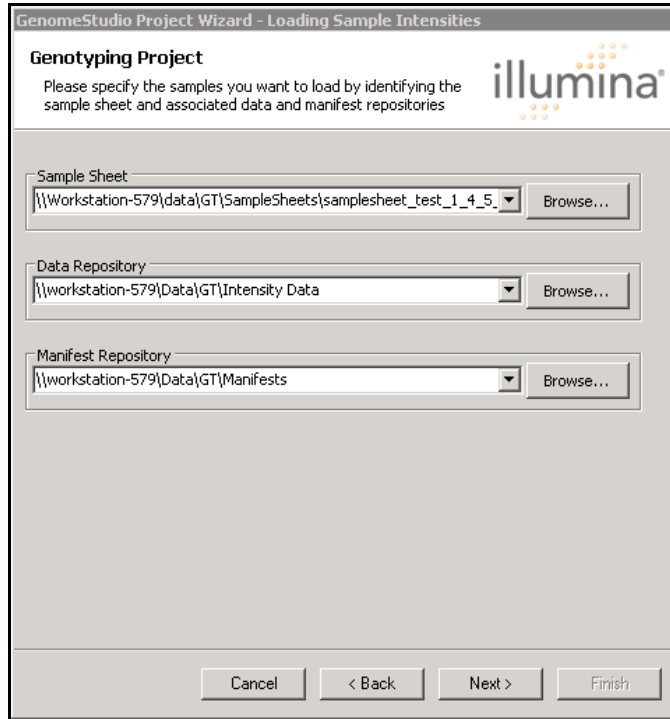 GenomeStudio Project Wizard - Loading Sample Intensities
Genotyping Project
Please specify the samples you want to load by identifying the
sample sheet and associated data and manifest repositories
illumina®
Sample Sheet
\\Workstation-579\data\GT\SampleSheets\samplesheet_test_1_4_5_
Browse...
Data Repository
\\workstation-579\Data\GT\Intensity Data
Browse...
Manifest Repository
\\workstation-579\Data\GT\Manifests
Browse...
Cancel
< Back
Next >
Finish